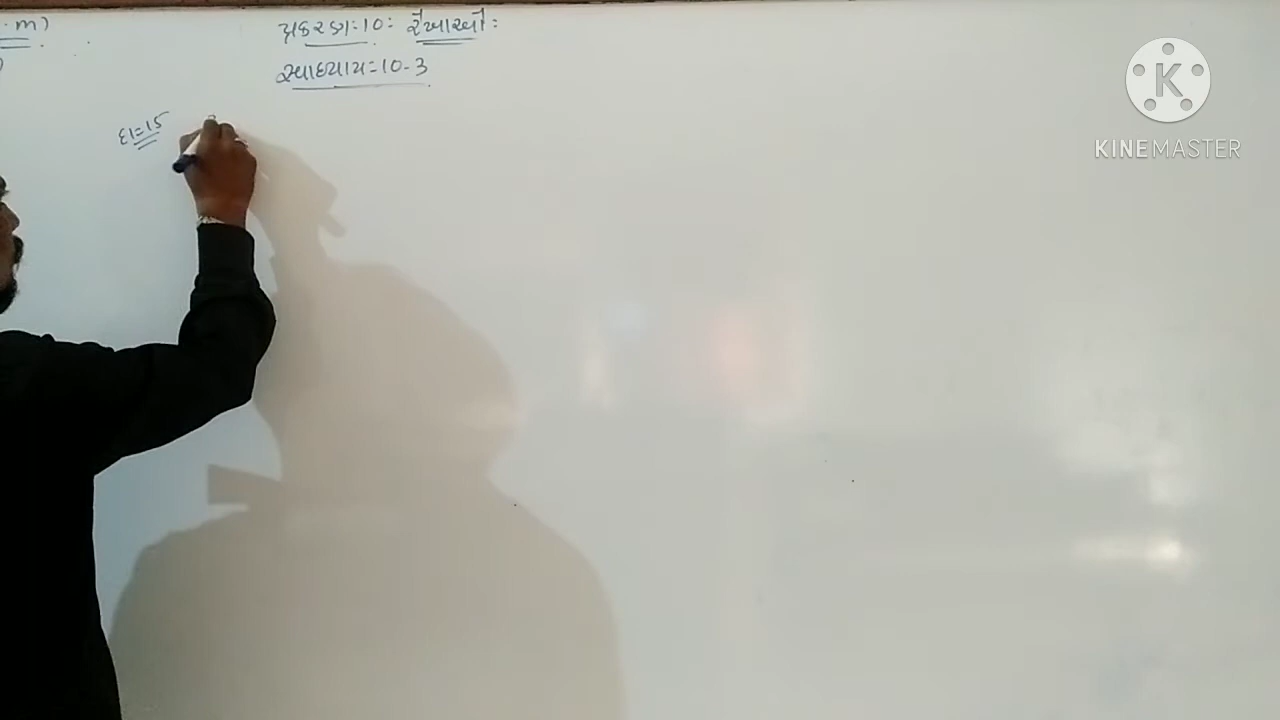 .m)
પ્રકરણ:10: રેખાઓ:
સ્વાધ્યાય=10.3
દા=15
K
KINEMASTER